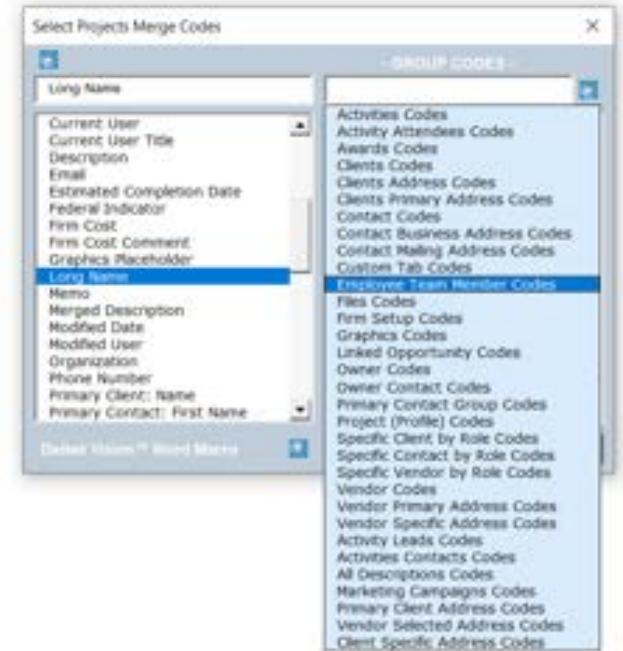 Select Projects Merge Codes
- GROUP CODES -
Long Name
Current User
Current User Title
Description
Email
Estimated Completion Date
Federal Indicator
Firm Cost
Firm Cost Comment
Graphics Placeholder
Long Name
Memo
Merged Description
Modified Date
Modified User
Organization
Phone Number
Primary Client: Name
Primary Contact: First Name
Deltek Vision™ Word Macro
Activities Codes
Activity Attendees Codes
Awards Codes
Clients Codes
Clients Address Codes
Clients Primary Address Codes
Contact Codes
Contact Business Address Codes
Contact Mailing Address Codes
Custom Tab Codes
Employee Team Member Codes
Files Codes
Firm Setup Codes
Graphics Codes
Linked Opportunity Codes
Owner Codes
Owner Contact Codes
Primary Contact Group Codes
Project (Profile) Codes
Specific Client by Role Codes
Specific Contact by Role Codes
Specific Vendor by Role Codes
Vendor Codes
Vendor Primary Address Codes
Vendor Specific Address Codes
Activity Leads Codes
Activities Contacts Codes
All Descriptions Codes
Marketing Campaigns Codes
Primary Client Address Codes
Vendor Selected Address Codes
Client Specific Address Codes